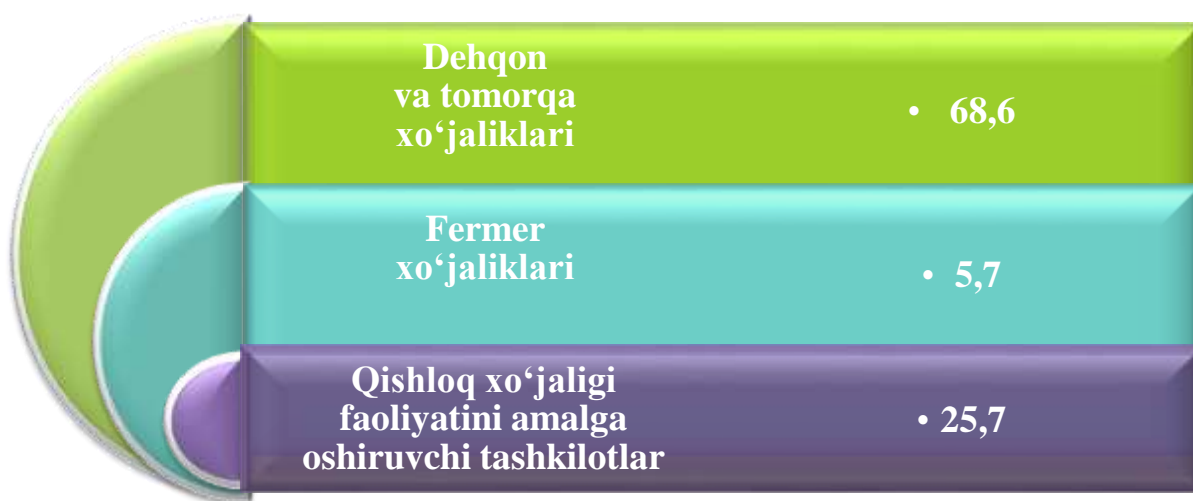 Dehqon
va tomorqa
xo‘jaliklari
• 68,6
Fermer
xo‘jaliklari
• 5,7
Qishloq xo‘jaligi
faoliyatini amalga
oshiruvchi tashkilotlar
• 25,7